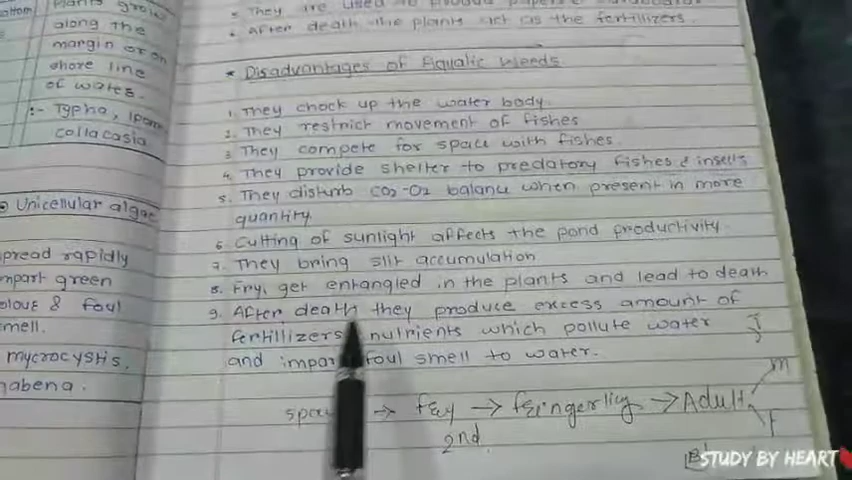 Plants grow
along the
margin or on
shore line
of water.
:- Typha, Ipom
collacasia
Unicellular algae
spread rapidly
impart green
colour & foul
smell.
mycrocystis,
nabena.
They are used to
After death the plants act as the fertilizers.
* Disadvantages of Aquatic Weeds
1. They chock up the water body.
2. They restrict movement of fishes
3. They compete for space with fishes.
4. They provide shelter to predatory fishes & insects
5. They disturb CO2-O2 balance when present in more
quantity.
6. Cutting of sunlight affects the pond productivity.
7. They bring silt accumulation
8. Fry, get entangled in the plants and lead to death
9. After death they produce excess amount of
fertillizers nutrients which pollute water
and impart foul smell to water.
→ fry → fringerling → Adult
M
F
2nd
STUDY BY HEART